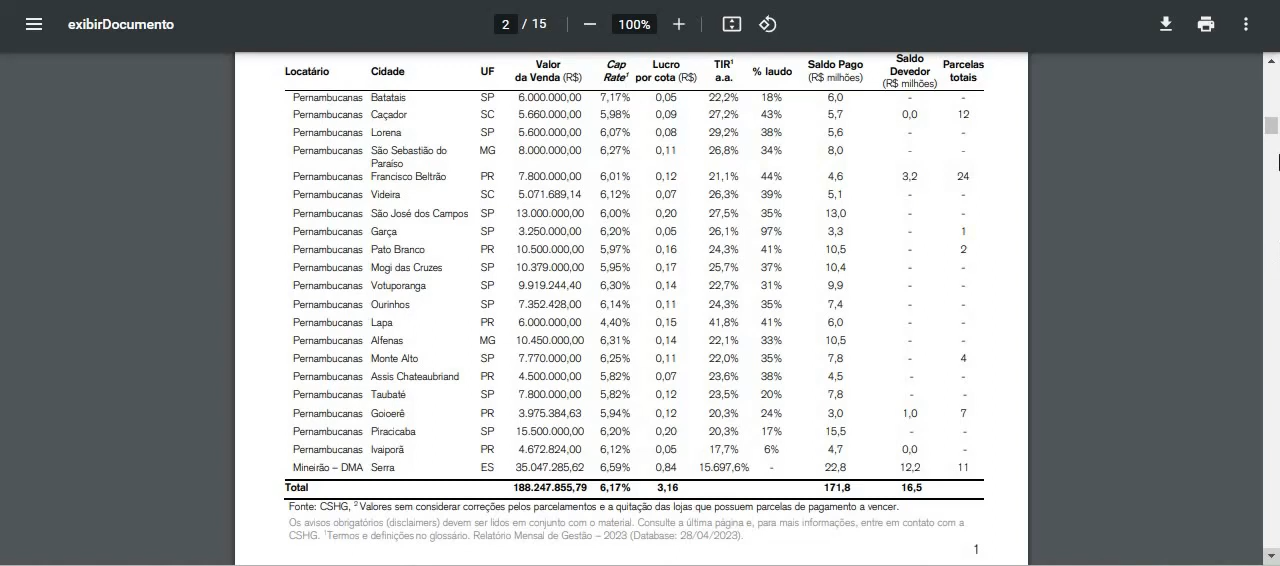 exibirDocumento
2 / 15
100%
Locatário Cidade UF Valor da Venda (R$) Cap Rate¹ Lucro por cota (R$) TIR¹ a.a. % laudo Saldo Pago (R$ milhões) Saldo Devedor (R$ milhões) Parcelas totais
Pernambucanas Batatais SP 6.000.000,00 7,17% 0,05 22,2% 18% 6,0 - -
Pernambucanas Caçador SC 5.660.000,00 5,98% 0,09 27,2% 43% 5,7 0,0 12
Pernambucanas Lorena SP 5.600.000,00 6,07% 0,08 29,2% 38% 5,6 - -
Pernambucanas São Sebastião do Paraíso MG 8.000.000,00 6,27% 0,11 26,8% 34% 8,0 - -
Pernambucanas Francisco Beltrão PR 7.800.000,00 6,01% 0,12 21,1% 44% 4,6 3,2 24
Pernambucanas Videira SC 5.071.689,14 6,12% 0,07 26,3% 39% 5,1 - -
Pernambucanas São José dos Campos SP 13.000.000,00 6,00% 0,20 27,5% 35% 13,0 - -
Pernambucanas Garça SP 3.250.000,00 6,20% 0,05 26,1% 97% 3,3 - 1
Pernambucanas Pato Branco PR 10.500.000,00 5,97% 0,16 24,3% 41% 10,5 - 2
Pernambucanas Mogi das Cruzes SP 10.379.000,00 5,95% 0,17 25,7% 37% 10,4 - -
Pernambucanas Votuporanga SP 9.919.244,40 6,30% 0,14 22,7% 31% 9,9 - -
Pernambucanas Ourinhos SP 7.352.428,00 6,14% 0,11 24,3% 35% 7,4 - -
Pernambucanas Lapa PR 6.000.000,00 4,40% 0,15 41,8% 41% 6,0 - -
Pernambucanas Alfenas MG 10.450.000,00 6,31% 0,14 22,1% 33% 10,5 - -
Pernambucanas Monte Alto SP 7.770.000,00 6,25% 0,11 22,0% 35% 7,8 - 4
Pernambucanas Assis Chateaubriand PR 4.500.000,00 5,82% 0,07 23,6% 38% 4,5 - -
Pernambucanas Taubaté SP 7.800.000,00 5,82% 0,12 23,5% 20% 7,8 - -
Pernambucanas Goioerê PR 3.975.384,63 5,94% 0,12 20,3% 24% 3,0 1,0 7
Pernambucanas Piracicaba SP 15.500.000,00 6,20% 0,20 20,3% 17% 15,5 - -
Pernambucanas Ivaiporã PR 4.672.824,00 6,12% 0,05 17,7% 6% 4,7 0,0 -
Mineirão – DMA Serra ES 35.047.285,62 6,59% 0,84 15.697,6% - 22,8 12,2 11
Total 188.247.855,79 6,17% 3,16 171,8 16,5
Fonte: CSHG, ²Valores sem considerar correções pelos parcelamentos e a quitação das lojas que possuem parcelas de pagamento a vencer.
Os avisos obrigatórios (disclaimers) devem ser lidos em conjunto com o material. Consulte a última página e, para mais informações, entre em contato com a
CSHG. ¹Termos e definições no glossário. Relatório Mensal de Gestão – 2023 (Database: 28/04/2023).
1